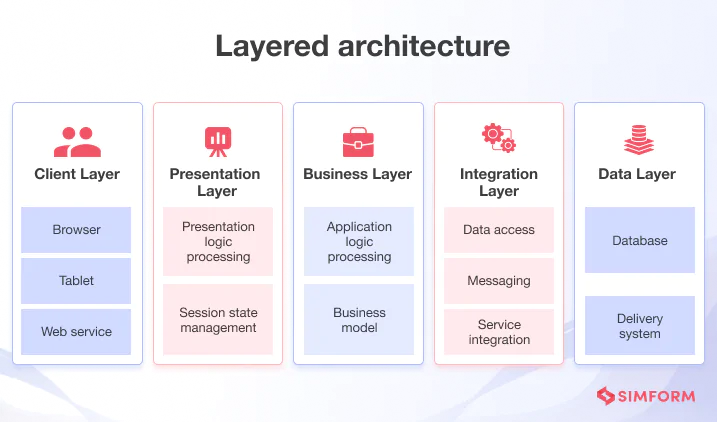 Layered architecture
Client Layer
Browser
Tablet
Web service
Presentation
Layer
Presentation
logic
processing
Session state
management
Business Layer
Application
logic
processing
Business
model
Integration
Layer
Data access
Messaging
Service
integration
Data Layer
Database
Delivery
system
SIMFORM